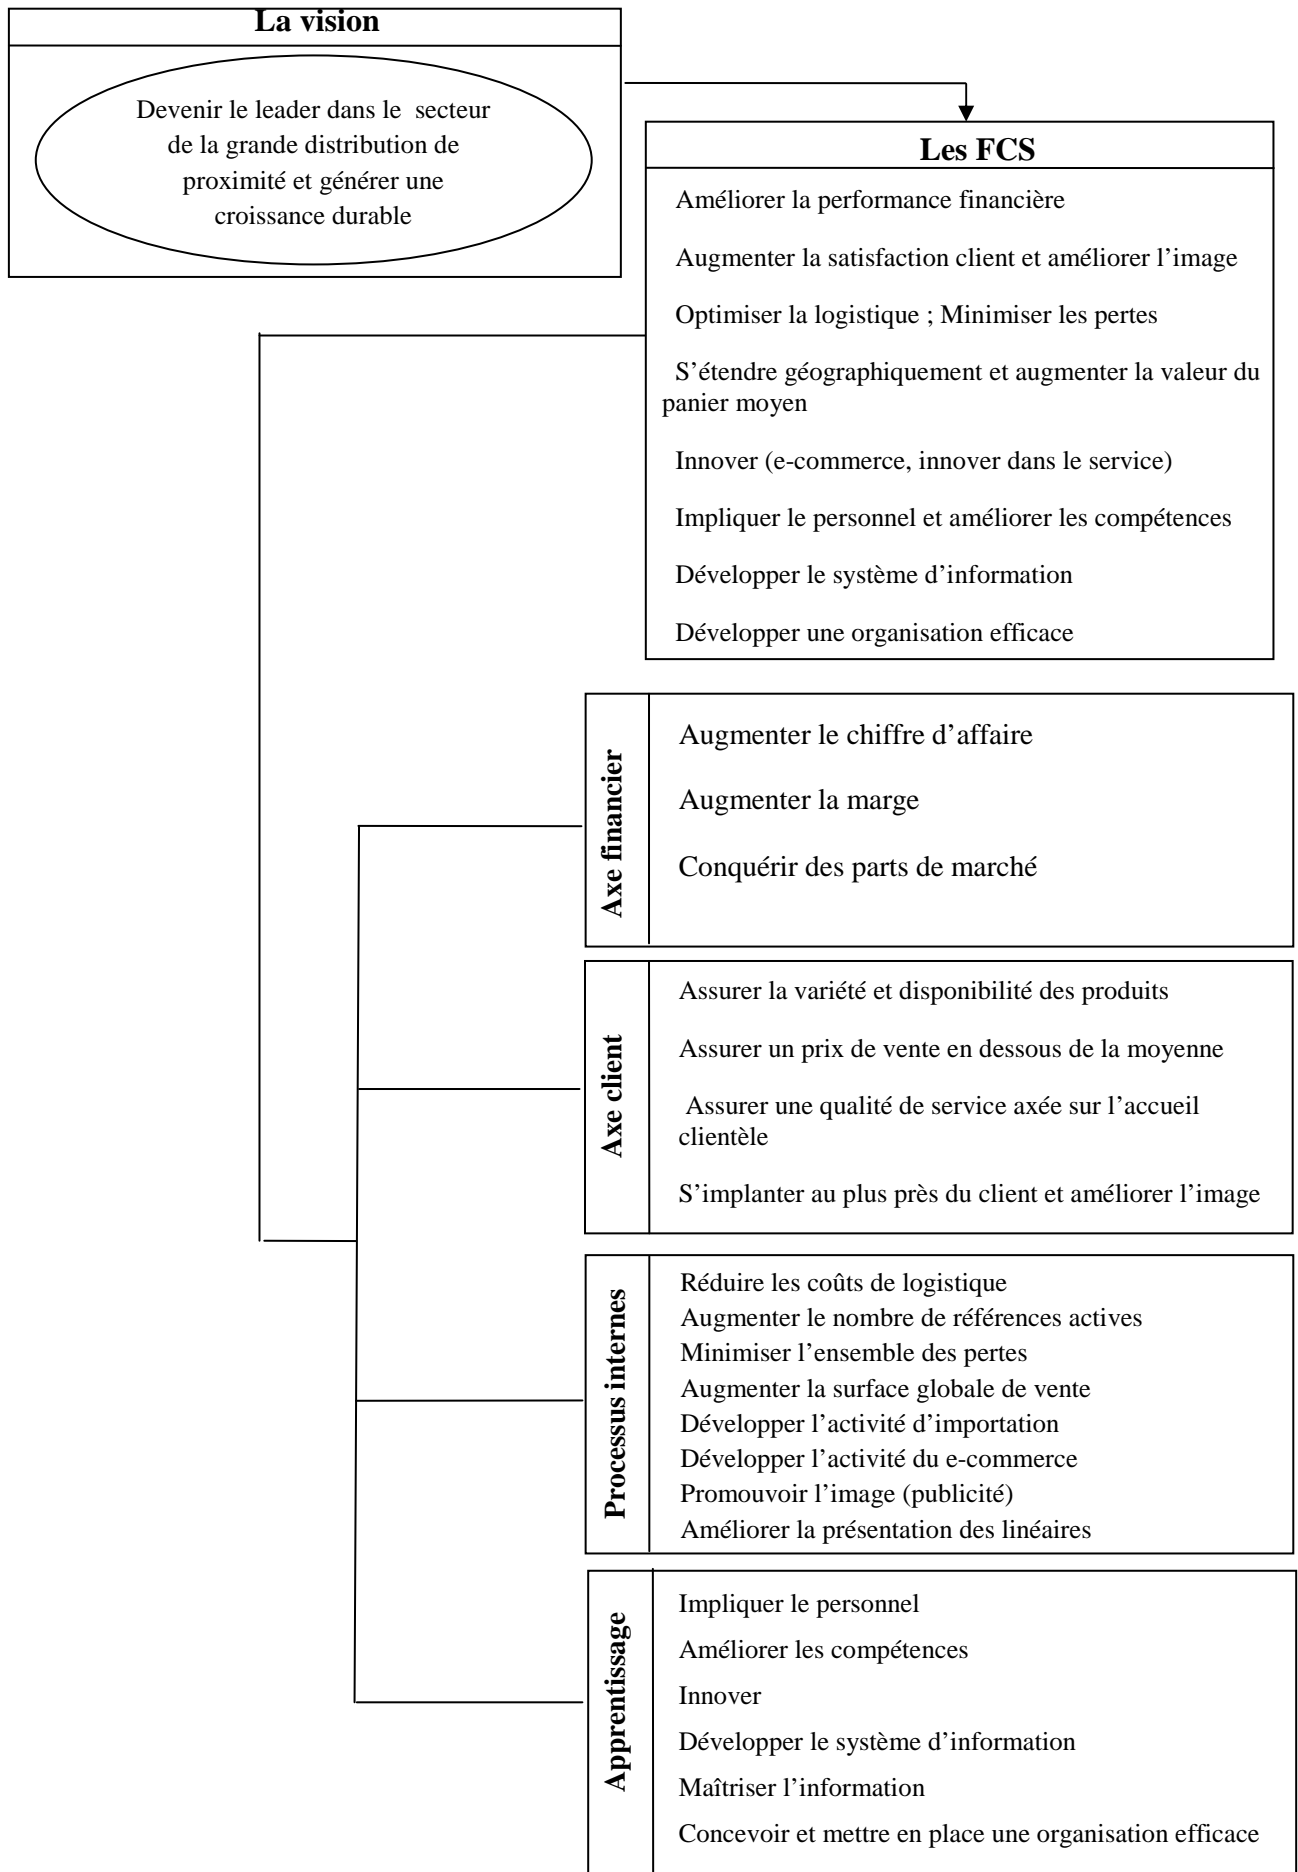 La vision
Devenir le leader dans le secteur
de la grande distribution de
proximité et générer une
croissance durable
Les FCS
Améliorer la performance financière
Augmenter la satisfaction client et améliorer l’image
Optimiser la logistique ; Minimiser les pertes
S’étendre géographiquement et augmenter la valeur du
panier moyen
Innover (e-commerce, innover dans le service)
Impliquer le personnel et améliorer les compétences
Développer le système d’information
Développer une organisation efficace
Axe financier
Augmenter le chiffre d’affaire
Augmenter la marge
Conquérir des parts de marché
Axe client
Assurer la variété et disponibilité des produits
Assurer un prix de vente en dessous de la moyenne
Assurer une qualité de service axée sur l’accueil
clientèle
S’implanter au plus près du client et améliorer l’image
Processus internes
Réduire les coûts de logistique
Augmenter le nombre de références actives
Minimiser l’ensemble des pertes
Augmenter la surface globale de vente
Développer l’activité d’importation
Développer l’activité du e-commerce
Promouvoir l’image (publicité)
Améliorer la présentation des linéaires
Apprentissage
Impliquer le personnel
Améliorer les compétences
Innover
Développer le système d’information
Maîtriser l’information
Concevoir et mettre en place une organisation efficace